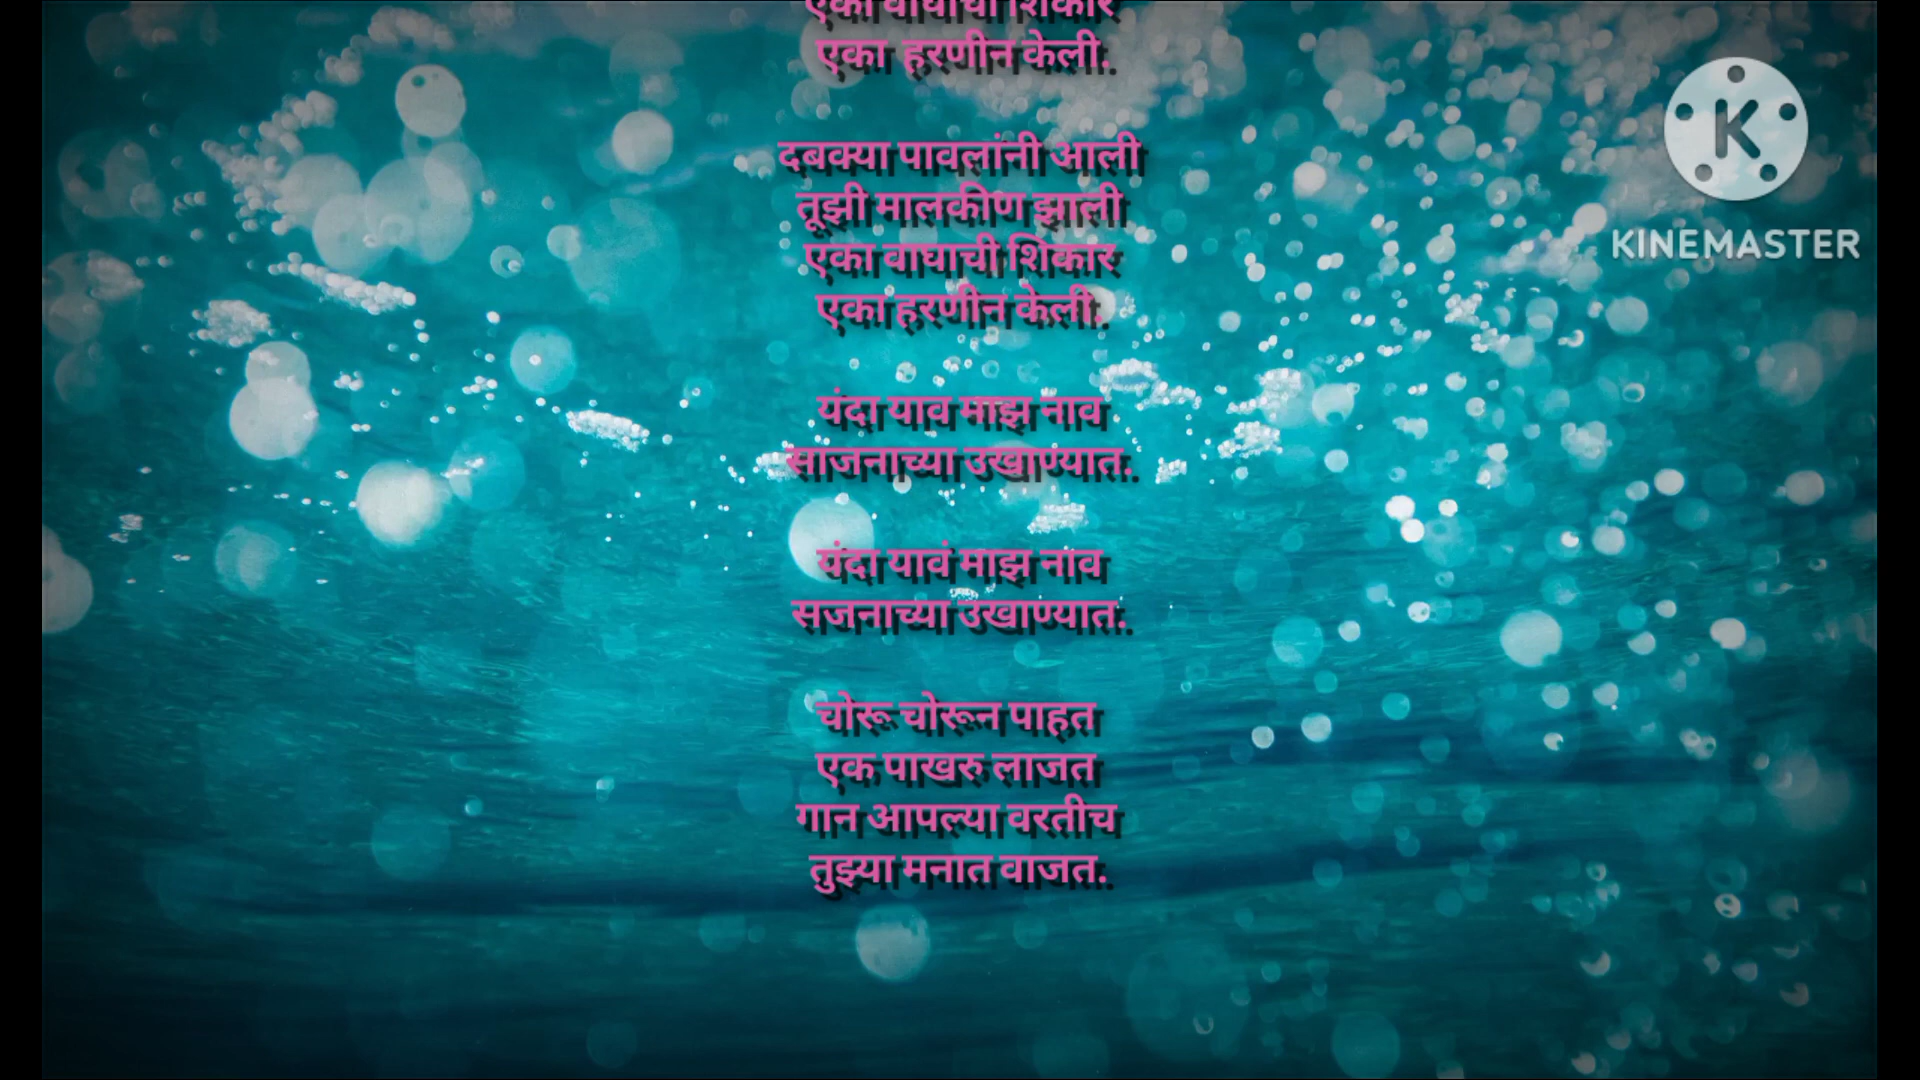 एका वाघाची शिकार
एका हरणीन केली.
दबक्या पावलांनी आली
तूझी मालकीण झाली
एका वाघाची शिकार
एका हरणीन केली.
यंदा याव माझ नाव
साजनाच्या उखाण्यात.
यंदा यावं माझ नाव
सजनाच्या उखाण्यात.
चोरू चोरून पाहत
एक पाखरु लाजत
गान आपल्या वरतीच
तुझ्या मनात वाजत.
K
KINEMASTER